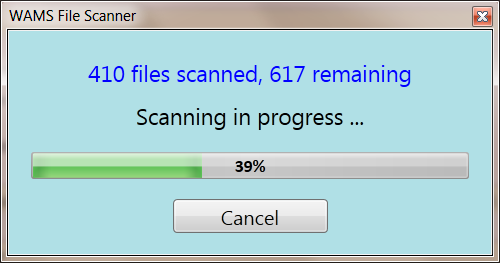 WAMS File Scanner
410 files scanned, 617 remaining
Scanning in progress ...
39%
Cancel